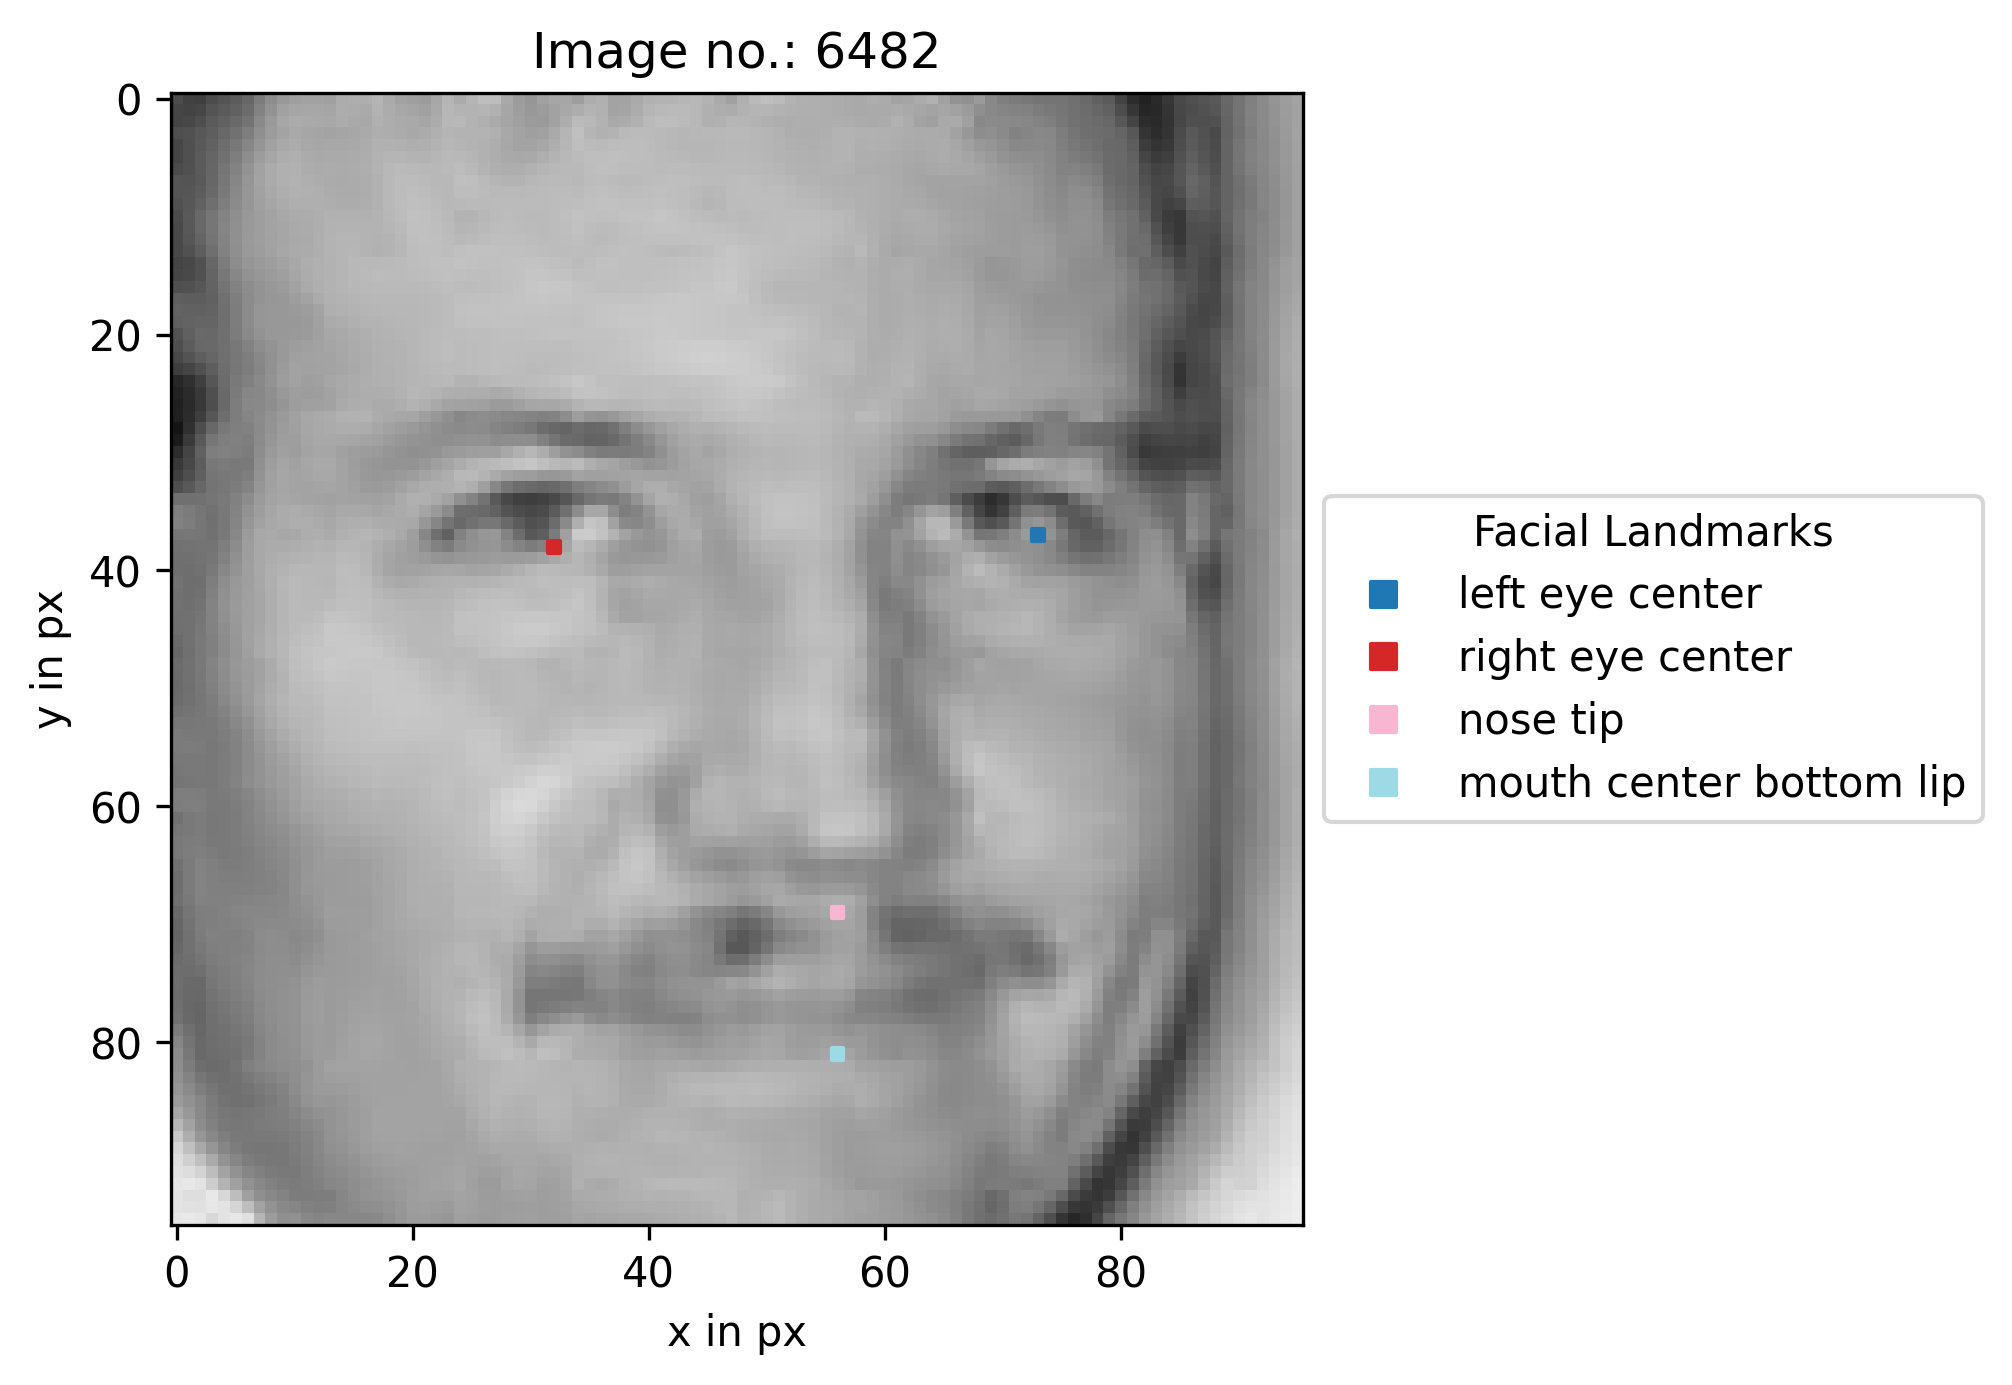 Image no.: 6482
0
20
40
60
80
y in px
0 20 40 60 80
x in px
Facial Landmarks
left eye center
right eye center
nose tip
mouth center bottom lip